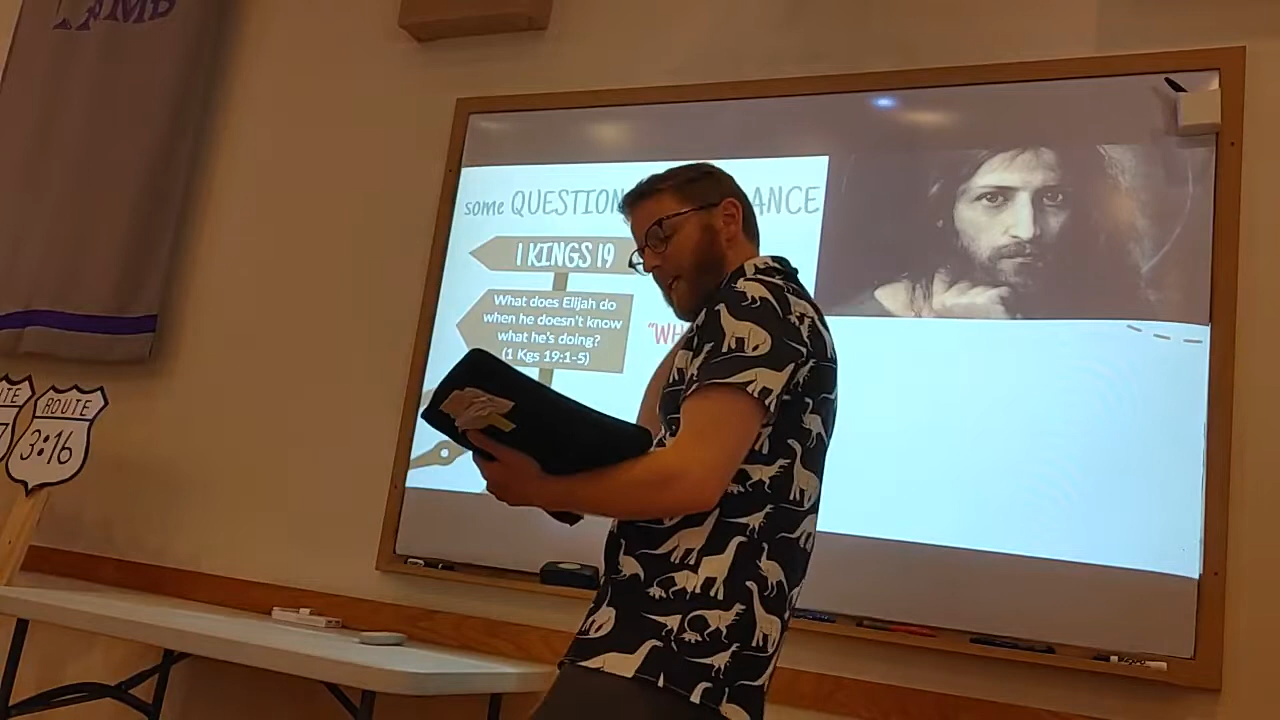 some QUESTION ANCE
1 KINGS 19
What does Elijah do
when he doesn't know
what he's doing?
(1 Kgs 19:1-5)
"WH
ROUTE
3:16